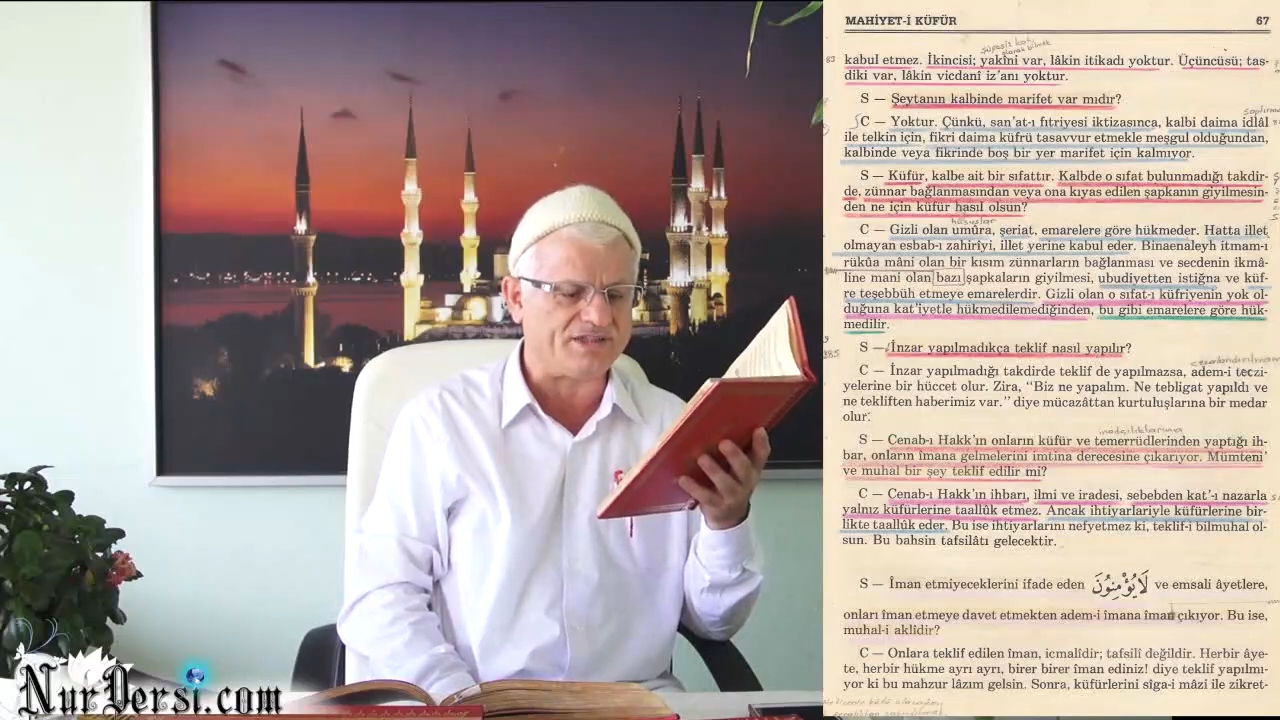 MAHİYET-İ KÜFÜR 67
kabul etmez. İkincisi; yakîni var, lâkin itikadı yoktur. Üçüncüsü; tas-
diki var, lâkin vicdanî iz'anı yoktur.
S — Şeytanın kalbinde marifet var mıdır?
C — Yoktur. Çünkü, san'at-ı fıtriyesi iktizasınca, kalbi daima idlâl
ile telkin için, fikri daima küfrü tasavvur etmekle meşgul olduğundan,
kalbinde veya fikrinde boş bir yer marifet için kalmıyor.
S — Küfür, kalbe ait bir sıfattır. Kalbde o sıfat bulunmadığı takdir-
de, zünnar bağlanmasından veya ona kıyas edilen şapkanın giyilmesin-
den ne için küfür hasıl olsun?
C — Gizli olan umûra, şeriat, emarelere göre hükmeder. Hatta illet
olmayan esbab-ı zahirîyi, illet yerine kabul eder. Binaenaleyh itmam-ı
rükûa mâni olan bir kısım zünnarların bağlanması ve secdenin ikmâ-
line mani olan bazı şapkaların giyilmesi, ubudiyetten istiğna ve küf-
re teşebbüh etmeye emarelerdir. Gizli olan o sıfat-ı küfriyenin yok ol-
duğuna kat'iyetle hükmedilemediğinden, bu gibi emarelere göre hük-
medilir.
S — İnzar yapılmadıkça teklif nasıl yapılır?
C — İnzar yapılmadığı takdirde teklif de yapılmazsa, adem-i teczi-
yelerine bir hüccet olur. Zira, "Biz ne yapalım. Ne tebligat yapıldı ve
ne tekliften haberimiz var." diye mücazâttan kurtuluşlarına bir medar
olur.
S — Cenab-ı Hakk'ın onların küfür ve temerrüdlerinden yaptığı ih-
bar, onların îmana gelmelerini imtina derecesine çıkarıyor. Mümteni'
ve muhal bir şey teklif edilir mi?
C — Cenab-ı Hakk'ın ihbarı, ilmi ve iradesi, sebebden kat'-ı nazarla
yalnız küfürlerine taallûk etmez. Ancak ihtiyarlariyle küfürlerine bir-
likte taallûk eder. Bu ise ihtiyarlarını nefyetmez ki, teklif-i bilmuhal ol-
sun. Bu bahsin tafsilâtı gelecektir.
S — Îman etmiyeceklerini ifade eden لَايُؤْمِنُونَ ve emsali âyetlere,
onları îman etmeye davet etmekten adem-i imana îman çıkıyor. Bu ise,
muhal-i aklîdir?
C — Onlara teklif edilen îman, icmalîdir; tafsilî değildir. Herbir âye-
te, herbir hükme ayrı ayrı, birer birer îman ediniz! diye teklif yapılmı-
yor ki bu mahzur lâzım gelsin. Sonra, küfürlerini sîga-i mâzi ile zikret-
NurDersi.com